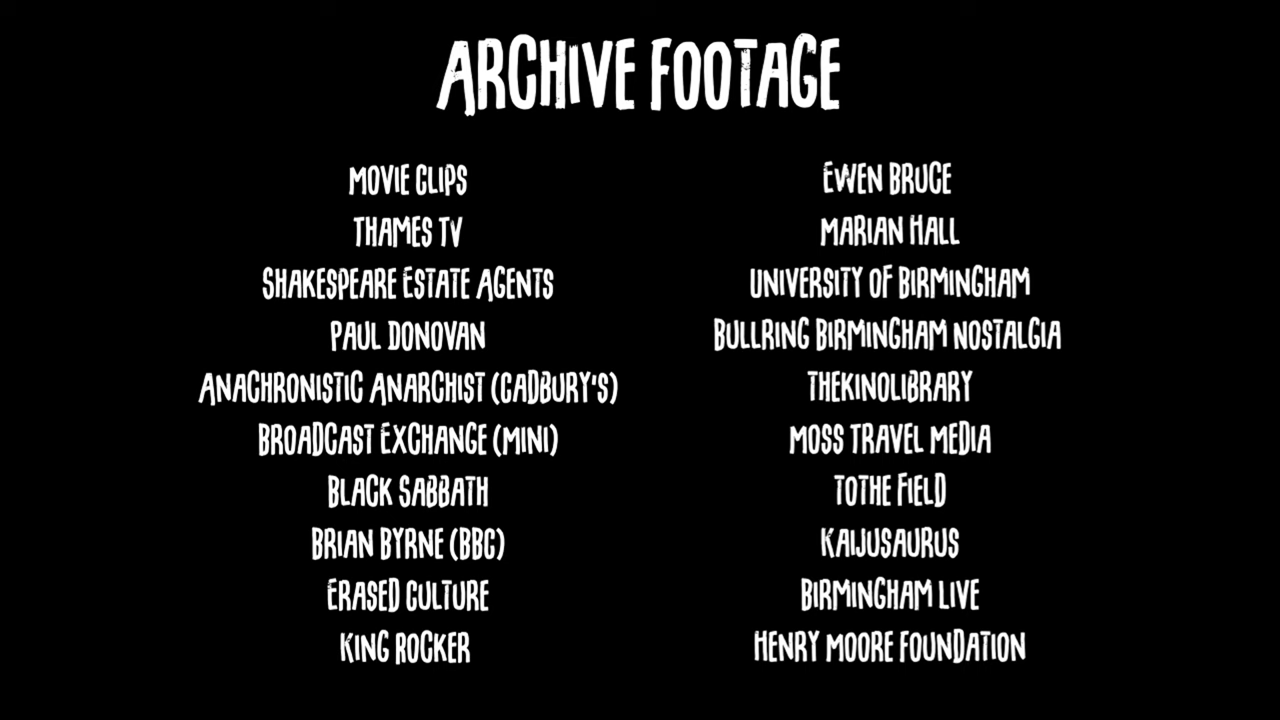 ARCHIVE FOOTAGE
MOVIE CLIPS
THAMES TV
SHAKESPEARE ESTATE AGENTS
PAUL DONOVAN
ANACHRONISTIC ANARCHIST (CADBURY'S)
BROADCAST EXCHANGE (MINI)
BLACK SABBATH
BRIAN BYRNE (BBC)
ERASED CULTURE
KING ROCKER
EWEN BRUCE
MARIAN HALL
UNIVERSITY OF BIRMINGHAM
BULLRING BIRMINGHAM NOSTALGIA
THEKINOLIBRARY
MOSS TRAVEL MEDIA
TOTHE FIELD
KAIJUSAURUS
BIRMINGHAM LIVE
HENRY MOORE FOUNDATION